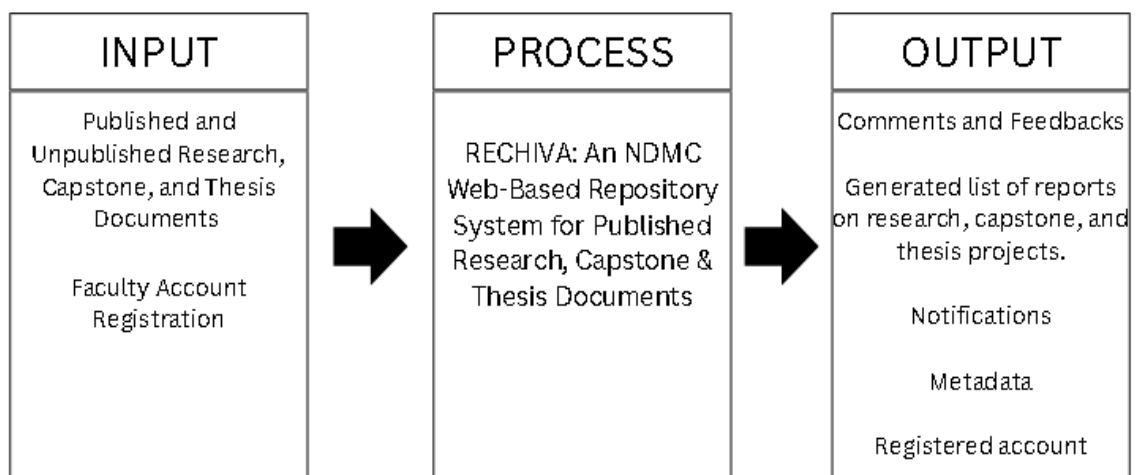 INPUT
Published and
Unpublished Research,
Capstone, and Thesis
Documents
Faculty Account
Registration
PROCESS
RECHIVA: An NDMC
Web-Based Repository
System for Published
Research, Capstone &
Thesis Documents
OUTPUT
Comments and Feedbacks
Generated list of reports
on research, capstone, and
thesis projects.
Notifications
Metadata
Registered account